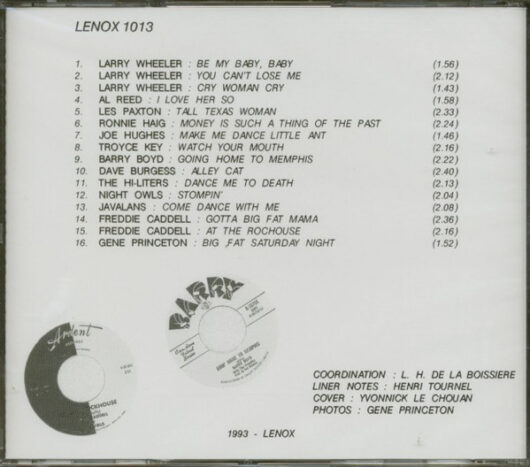 LENOX 1013
1. LARRY WHEELER : BE MY BABY, BABY (1.56)
2. LARRY WHEELER : YOU CAN'T LOSE ME (2.12)
3. LARRY WHEELER : CRY WOMAN CRY (1.43)
4. AL REED : I LOVE HER SO (1.58)
5. LES PAXTON : TALL TEXAS WOMAN (2.33)
6. RONNIE HAIG : MONEY IS SUCH A THING OF THE PAST (2.24)
7. JOE HUGHES : MAKE ME DANCE LITTLE ANT (1.46)
8. TROYCE KEY : WATCH YOUR MOUTH (2.16)
9. BARRY BOYD : GOING HOME TO MEMPHIS (2.22)
10. DAVE BURGESS : ALLEY CAT (2.40)
11. THE HI-LITERS : DANCE ME TO DEATH (2.13)
12. NIGHT OWLS : STOMPIN' (2.04)
13. JAVALANS : COME DANCE WITH ME (2.08)
14. FREDDIE CADDELL : GOTTA BIG FAT MAMA (2.36)
15. FREDDIE CADDELL : AT THE ROCHOUSE (2.16)
16. GENE PRINCETON : BIG ,FAT SATURDAY NIGHT (1.52)
BARRY
Ardent
COORDINATION : L. H. DE LA BOISSIERE
LINER NOTES : HENRI TOURNEL
COVER : YVONNICK LE CHOUAN
PHOTOS : GENE PRINCETON
1993 - LENOX